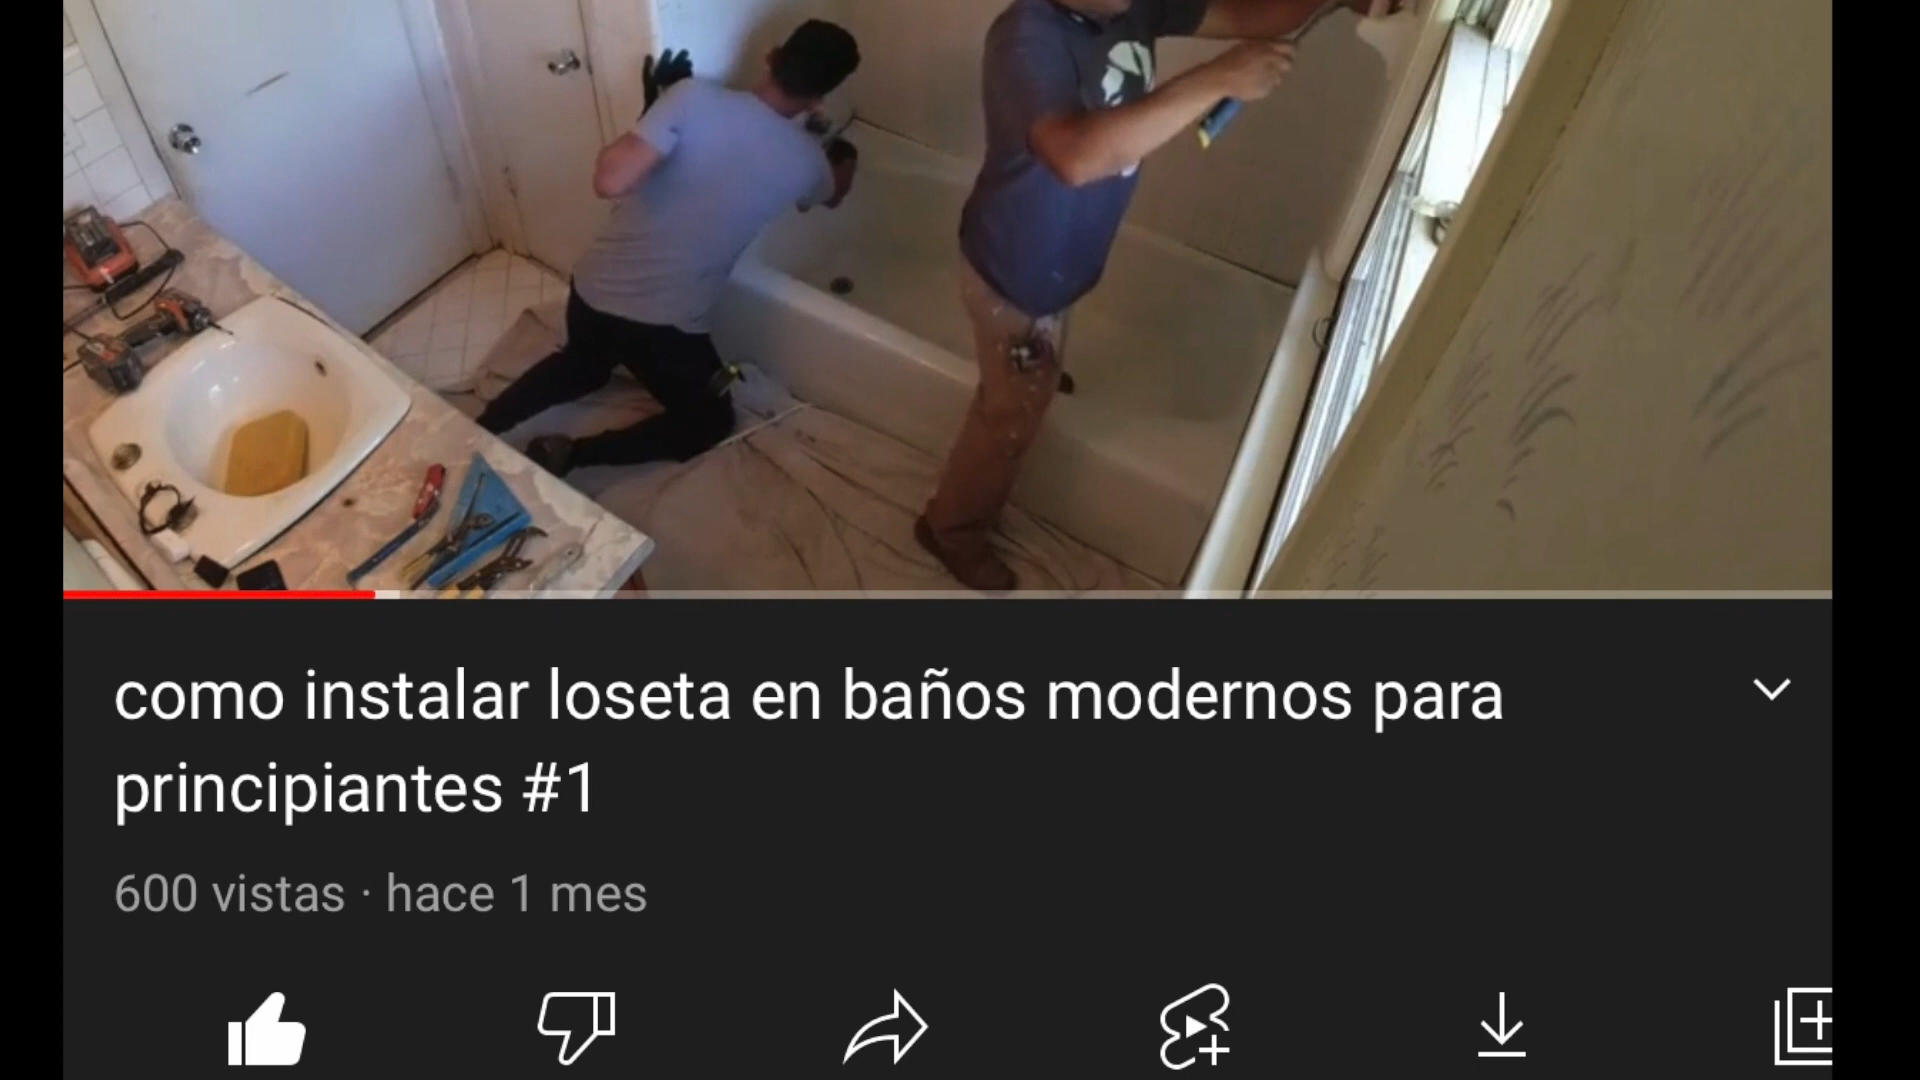 como instalar loseta en baños modernos para
principiantes #1
600 vistas · hace 1 mes